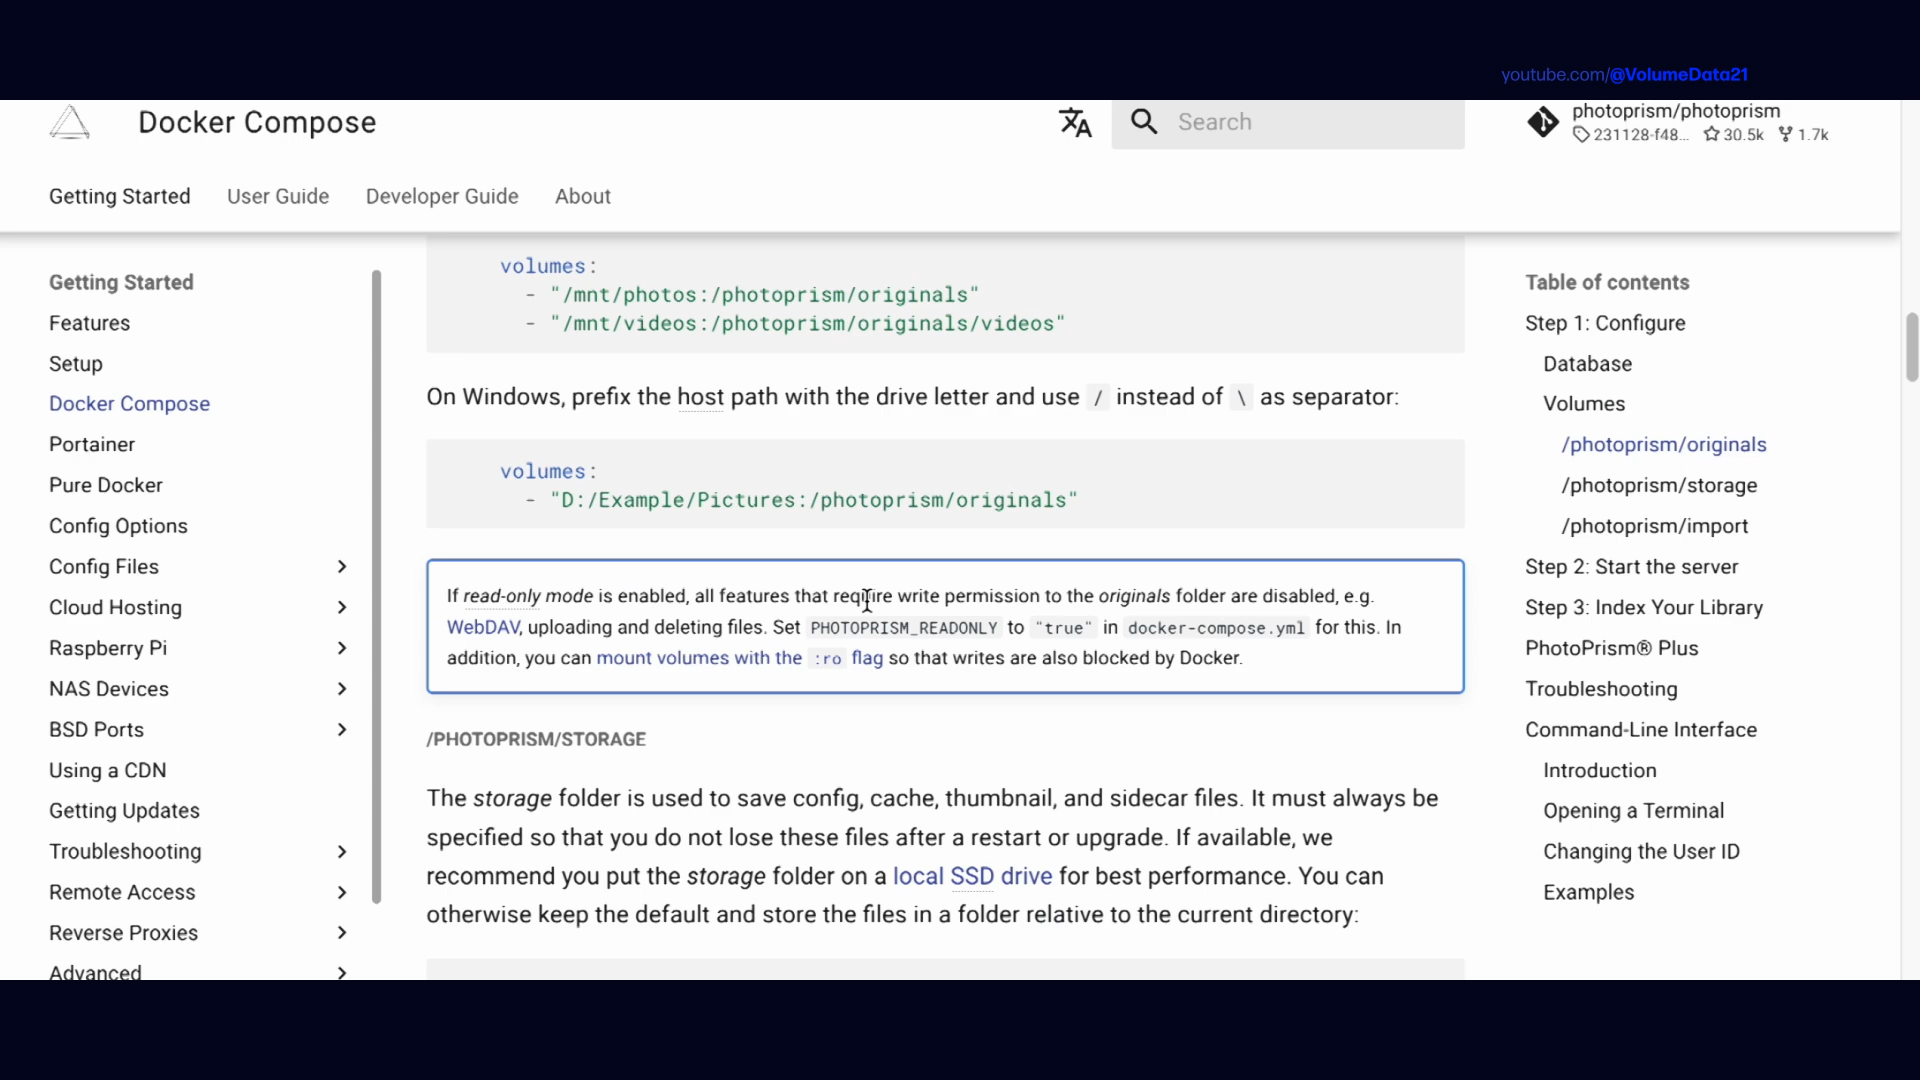 youtube.com/@VolumeData21
Docker Compose
Search
photoprism/photoprism
231128-f48... 30.5k 1.7k
Getting Started User Guide Developer Guide About
Getting Started
Features
Setup
Docker Compose
Portainer
Pure Docker
Config Options
Config Files
Cloud Hosting
Raspberry Pi
NAS Devices
BSD Ports
Using a CDN
Getting Updates
Troubleshooting
Remote Access
Reverse Proxies
Advanced
volumes:
- "/mnt/photos:/photoprism/originals"
- "/mnt/videos:/photoprism/originals/videos"
On Windows, prefix the host path with the drive letter and use / instead of \ as separator:
volumes:
- "D:/Example/Pictures:/photoprism/originals"
If read-only mode is enabled, all features that require write permission to the originals folder are disabled, e.g.
WebDAV, uploading and deleting files. Set PHOTOPRISM_READONLY to "true" in docker-compose.yml for this. In
addition, you can mount volumes with the :ro flag so that writes are also blocked by Docker.
/PHOTOPRISM/STORAGE
The storage folder is used to save config, cache, thumbnail, and sidecar files. It must always be
specified so that you do not lose these files after a restart or upgrade. If available, we
recommend you put the storage folder on a local SSD drive for best performance. You can
otherwise keep the default and store the files in a folder relative to the current directory:
Table of contents
Step 1: Configure
Database
Volumes
/photoprism/originals
/photoprism/storage
/photoprism/import
Step 2: Start the server
Step 3: Index Your Library
PhotoPrism® Plus
Troubleshooting
Command-Line Interface
Introduction
Opening a Terminal
Changing the User ID
Examples